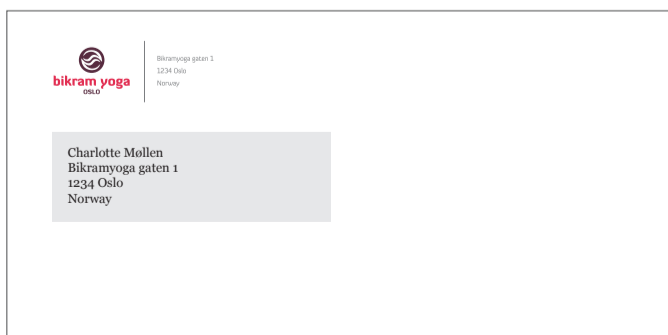 bikram yoga
OSLO
Bikramyoga gaten 1
1234 Oslo
Norway
Charlotte Møllen
Bikramyoga gaten 1
1234 Oslo
Norway